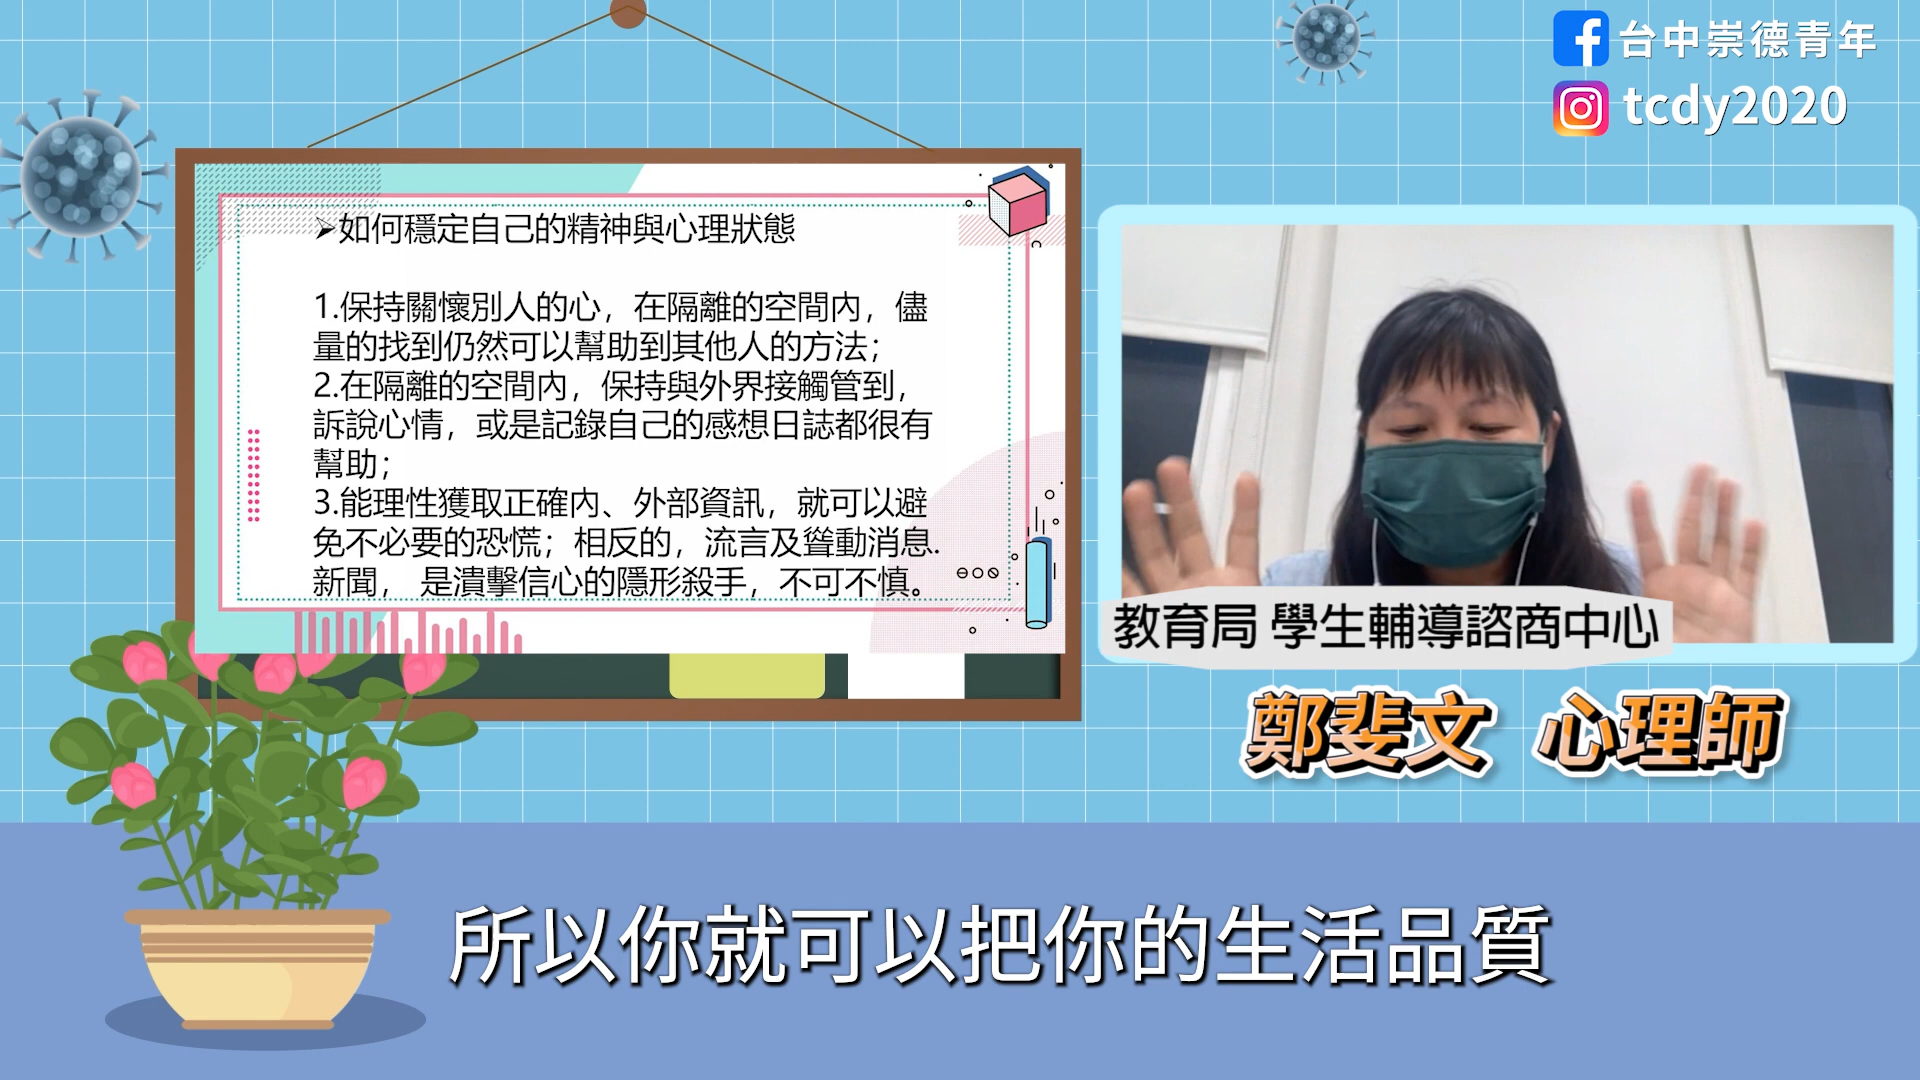 台中崇德青年
tcdy2020
➢如何穩定自己的精神與心理狀態
1.保持關懷別人的心，在隔離的空間內，儘
量的找到仍然可以幫助到其他人的方法；
2.在隔離的空間內，保持與外界接觸管到，
訴說心情，或是記錄自己的感想日誌都很有
幫助；
3.能理性獲取正確內、外部資訊，就可以避
免不必要的恐慌；相反的，流言及聳動消息.
新聞， 是潰擊信心的隱形殺手，不可不慎。
教育局 學生輔導諮商中心
鄭斐文 心理師
所以你就可以把你的生活品質